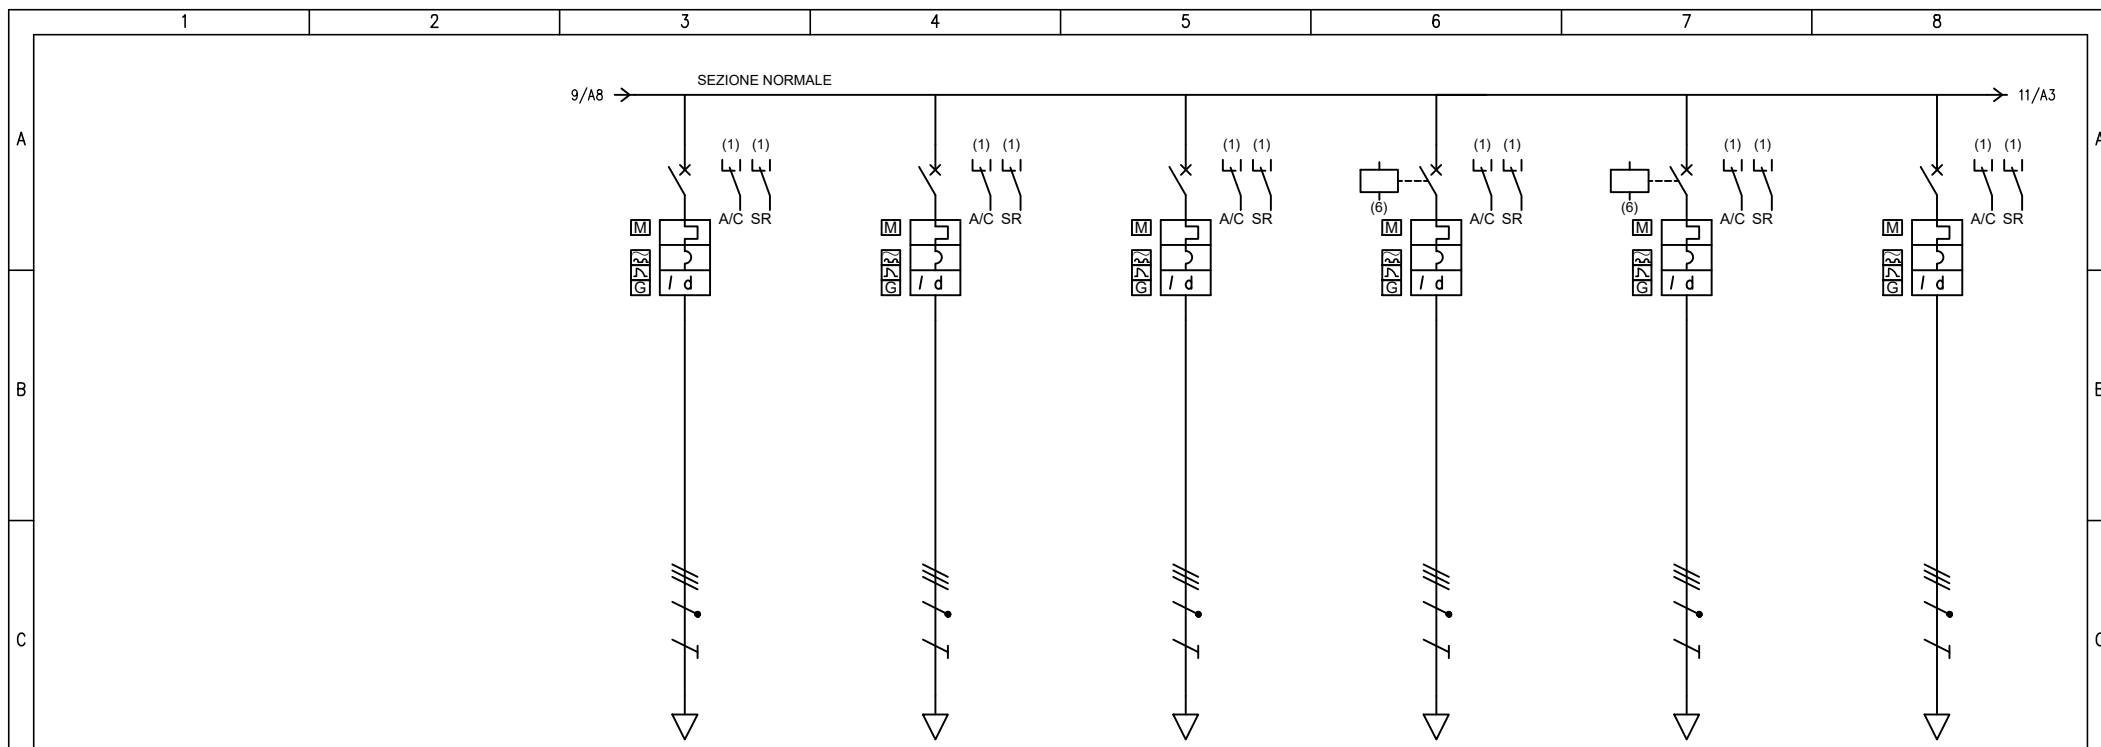 1 2 3 4 5 6 7 8
SEZIONE NORMALE
9/A8 11/A3
A A
(1) (1) (1) (1) (1) (1) (1) (1) (1) (1) (1) (1)
(6) (6)
A/C SR A/C SR A/C SR A/C SR A/C SR A/C SR
M M M M M M
G I d G I d G I d G I d G I d G I d
B B
C C